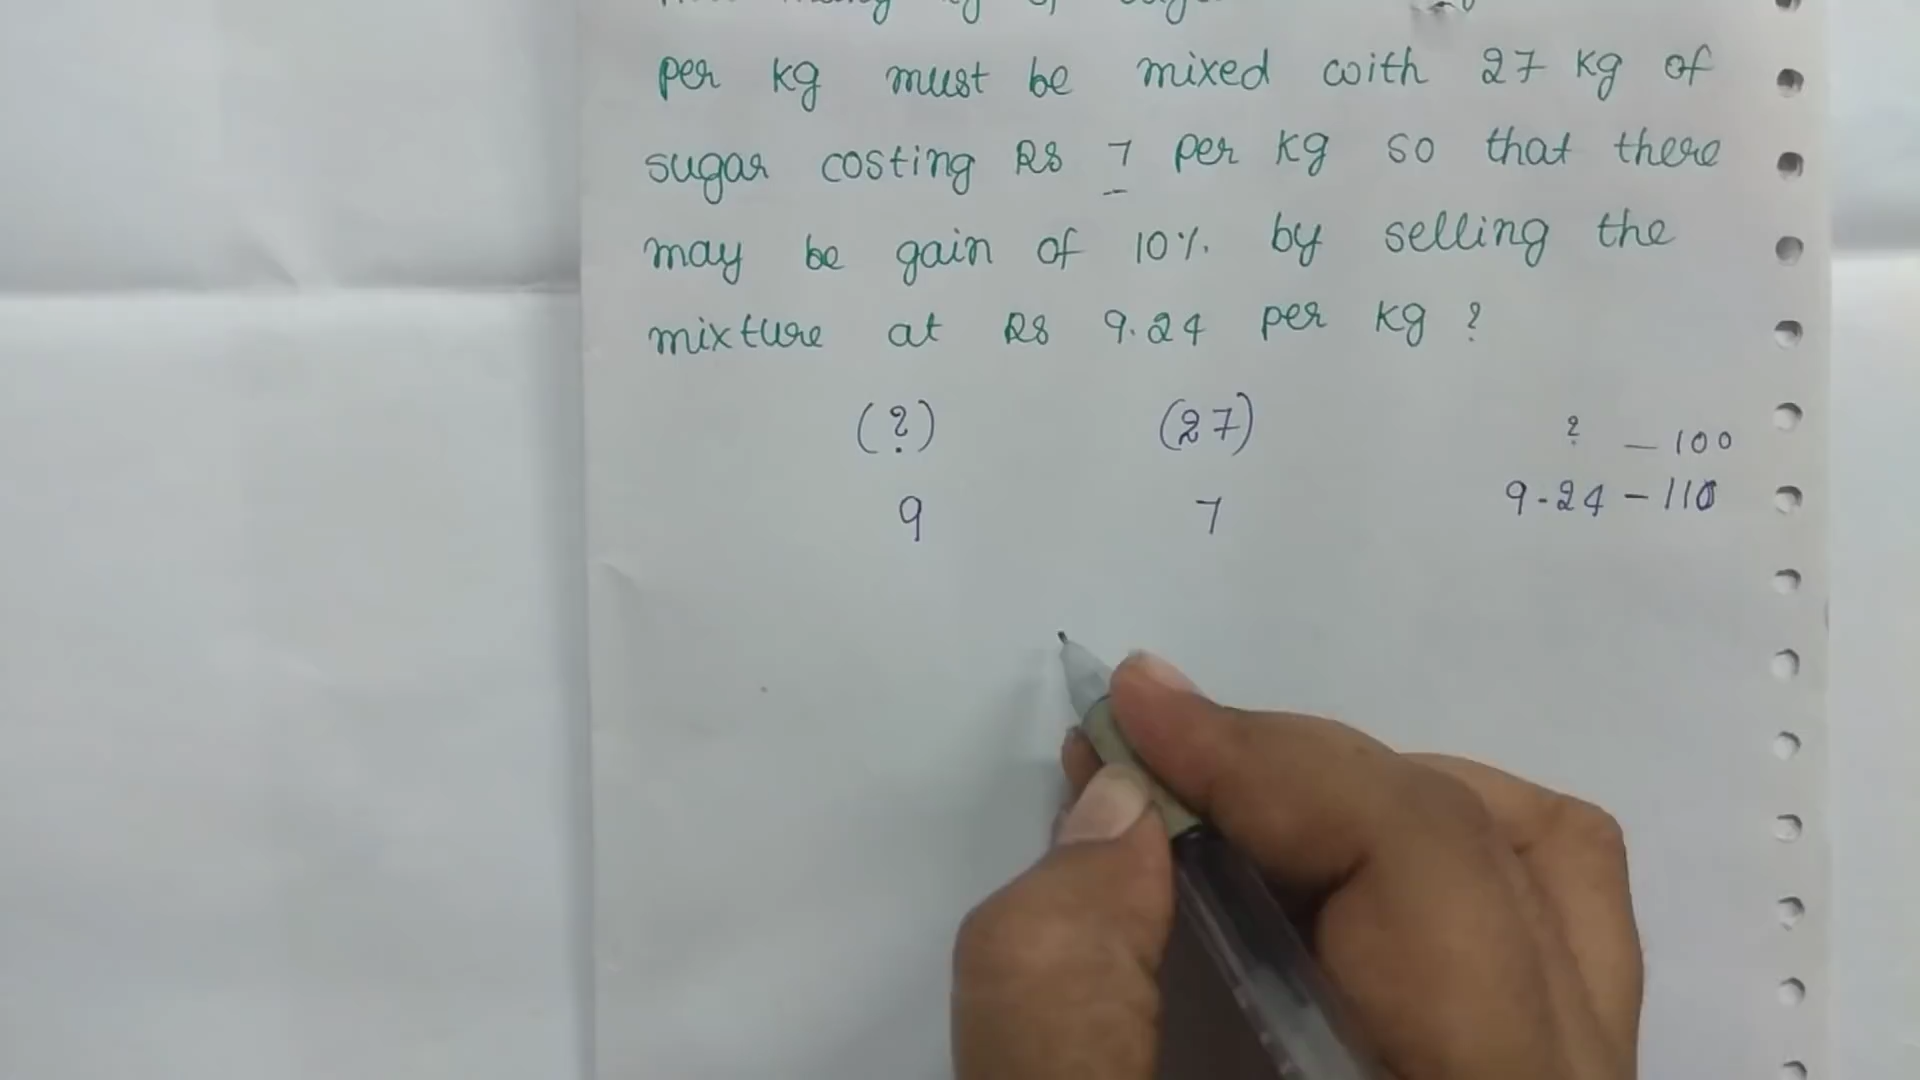 per kg must be mixed with 27 kg of
sugar costing Rs 7 per kg so that there
may be gain of 10%. by selling the
mixture at Rs 9.24 per kg ?
(?) (27) ? - 100
9 7 9.24 - 110